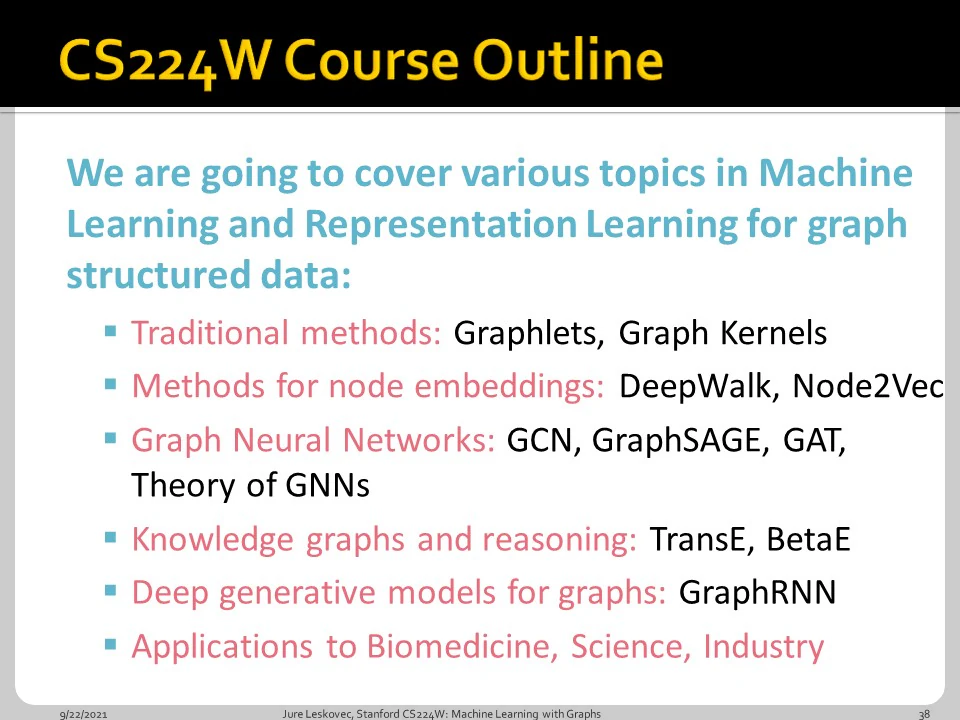 CS224W Course Outline
We are going to cover various topics in Machine
Learning and Representation Learning for graph
structured data:
▪ Traditional methods: Graphlets, Graph Kernels
▪ Methods for node embeddings: DeepWalk, Node2Vec
▪ Graph Neural Networks: GCN, GraphSAGE, GAT,
Theory of GNNs
▪ Knowledge graphs and reasoning: TransE, BetaE
▪ Deep generative models for graphs: GraphRNN
▪ Applications to Biomedicine, Science, Industry
9/22/2021 Jure Leskovec, Stanford CS224W: Machine Learning with Graphs 38